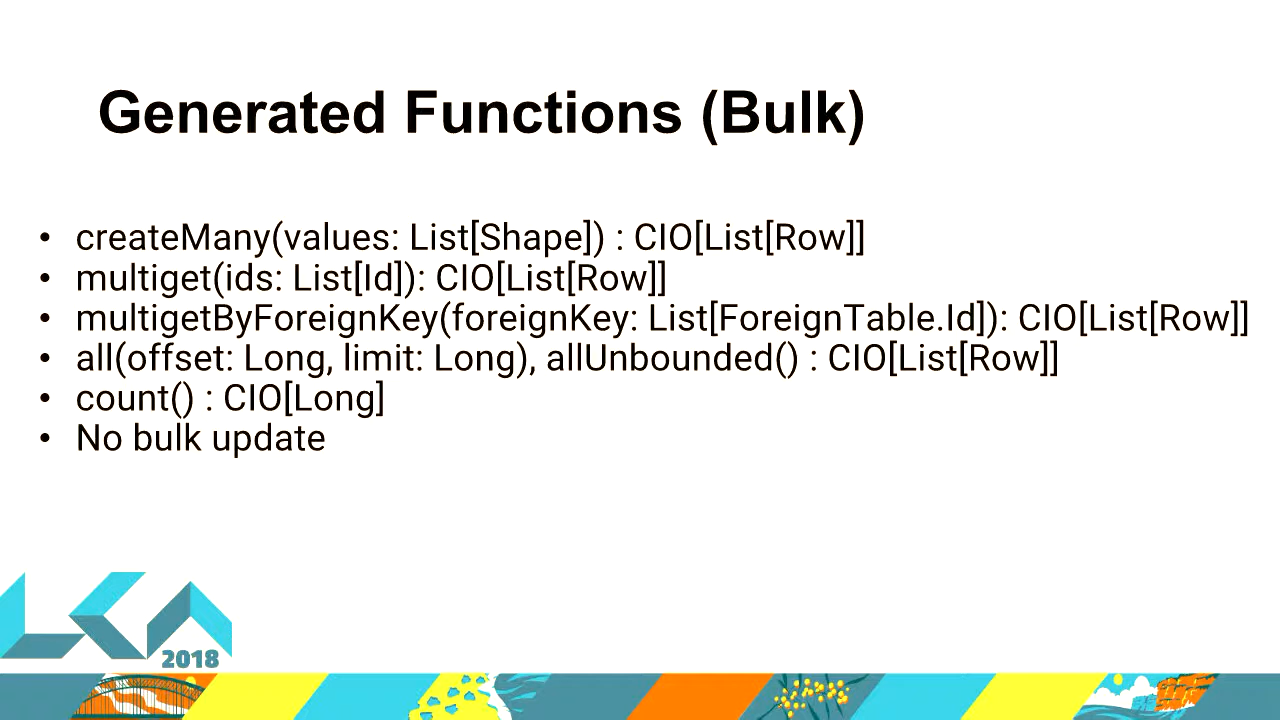 Generated Functions (Bulk)
• createMany(values: List[Shape]) : CIO[List[Row]]
• multiget(ids: List[Id]): CIO[List[Row]]
• multigetByForeignKey(foreignKey: List[ForeignTable.Id]): CIO[List[Row]]
• all(offset: Long, limit: Long), allUnbounded() : CIO[List[Row]]
• count() : CIO[Long]
• No bulk update
LCA
2018